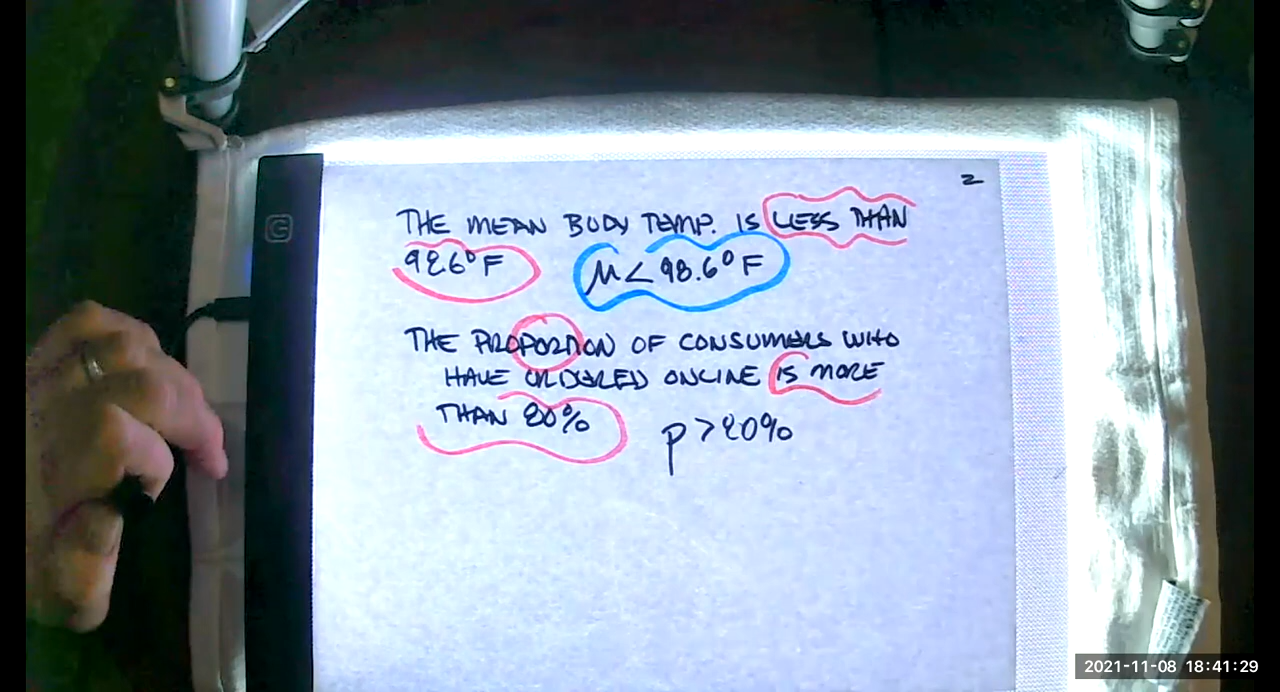 2
THE MEAN BODY TEMP. IS LESS THAN
98.6° F μ < 98.6° F
THE PROPORTION OF CONSUMERS WHO
HAVE ORDERED ONLINE IS MORE
THAN 80% p > 80%
2021-11-08 18:41:29